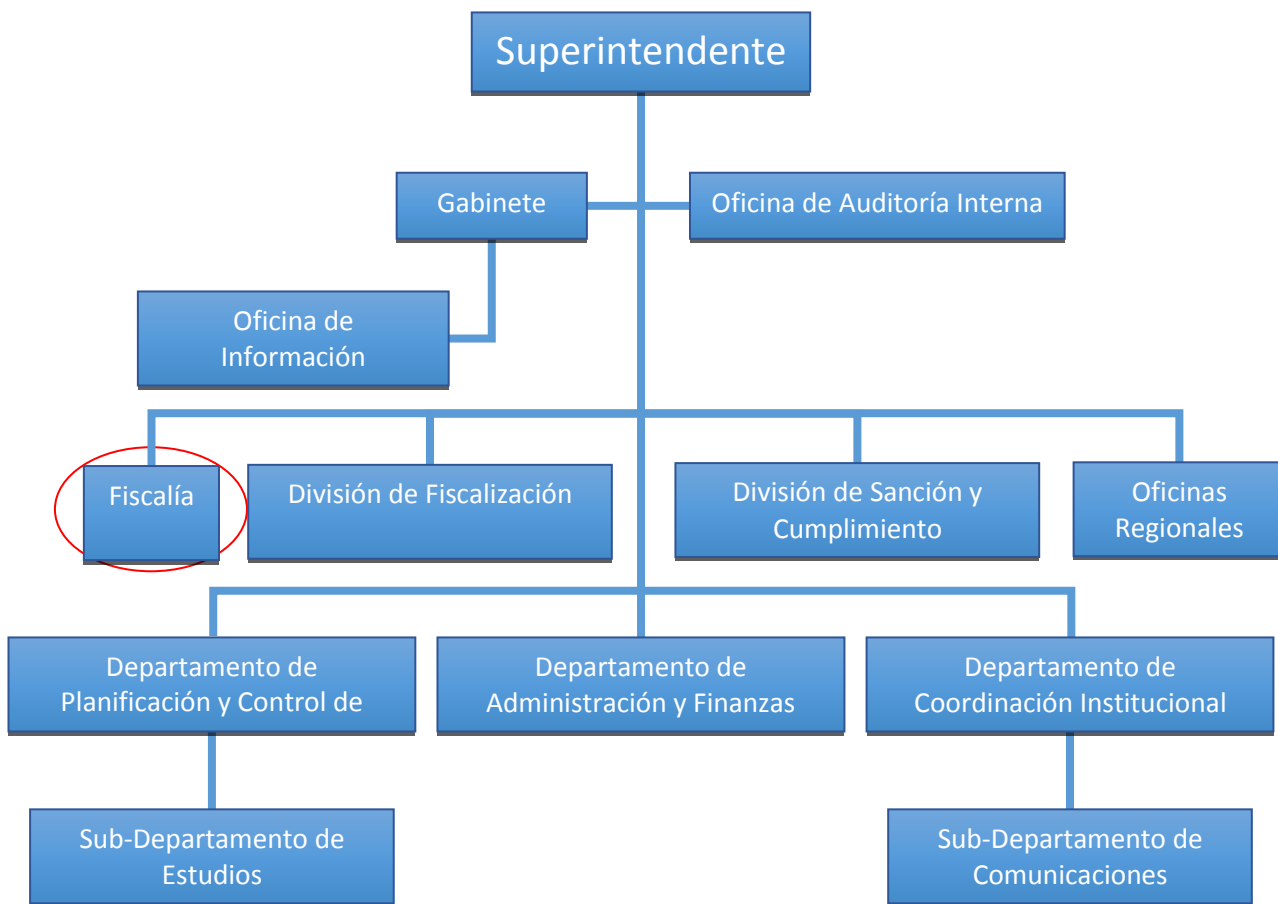 Superintendente
Gabinete
Oficina de Auditoría Interna
Oficina de
Información
Fiscalía
División de Fiscalización
División de Sanción y
Cumplimiento
Oficinas
Regionales
Departamento de
Planificación y Control de
Departamento de
Administración y Finanzas
Departamento de
Coordinación Institucional
Sub-Departamento de
Estudios
Sub-Departamento de
Comunicaciones